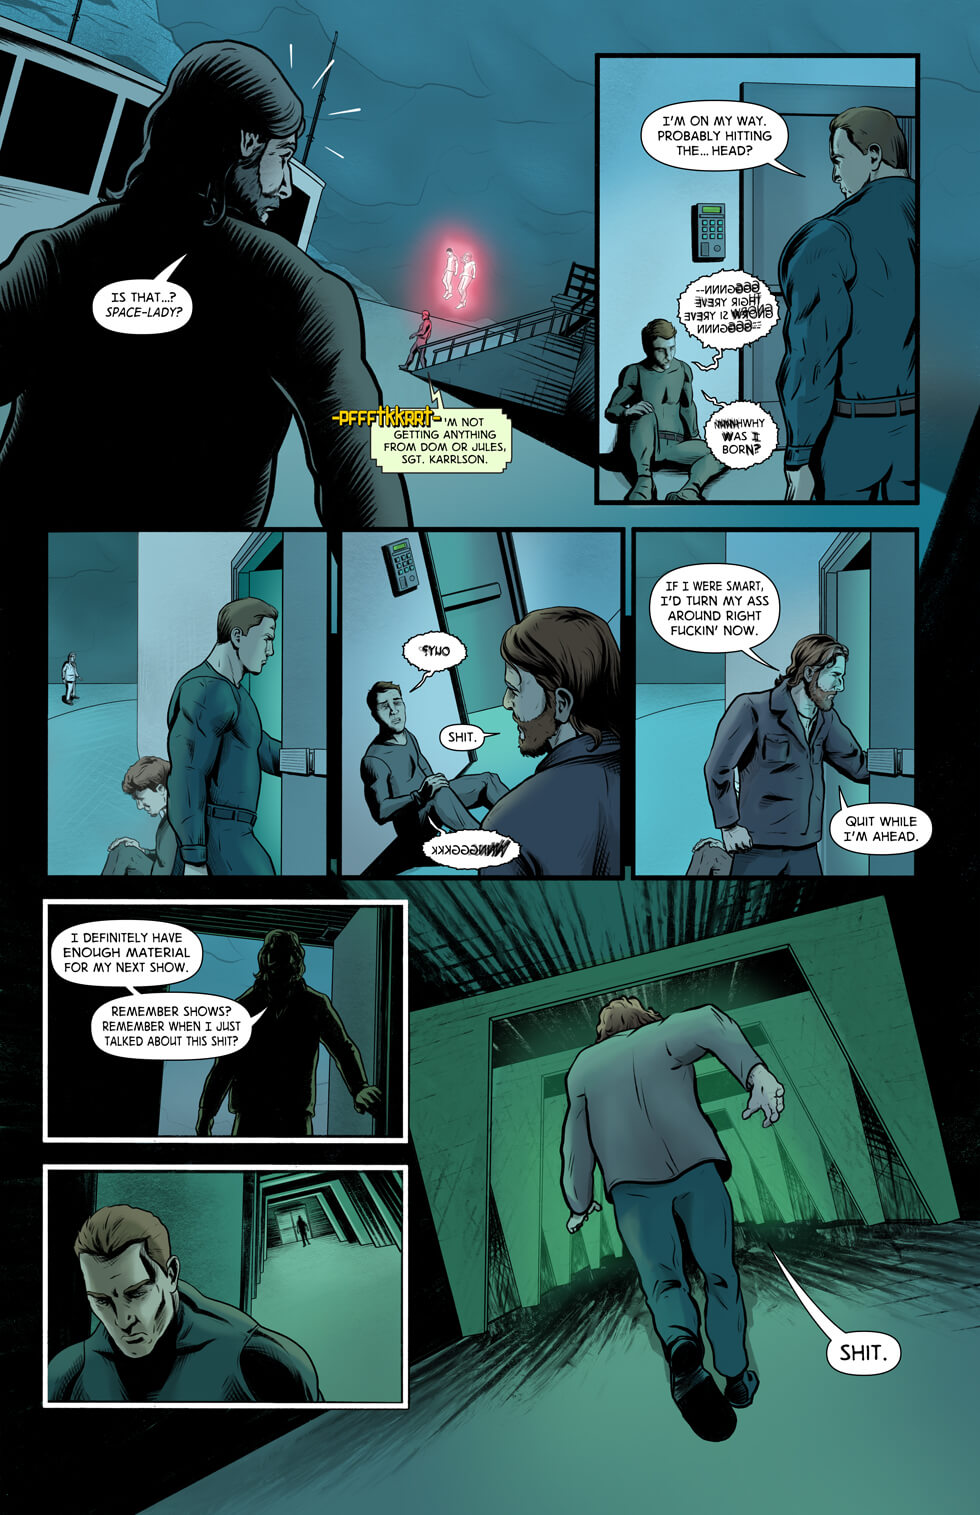 IS THAT...?
SPACE-LADY?
-PFFFTKKRRT-
'M NOT
GETTING ANYTHING
FROM DOM OR JULES,
SGT. KARRLSON.
I'M ON MY WAY.
PROBABLY HITTING
THE... HEAD?
WHY
WAS I
BORN?
SHIT.
IF I WERE SMART,
I'D TURN MY ASS
AROUND RIGHT
FUCKIN' NOW.
QUIT WHILE
I'M AHEAD.
I DEFINITELY HAVE
ENOUGH MATERIAL
FOR MY NEXT SHOW.
REMEMBER SHOWS?
REMEMBER WHEN I JUST
TALKED ABOUT THIS SHIT?
SHIT.